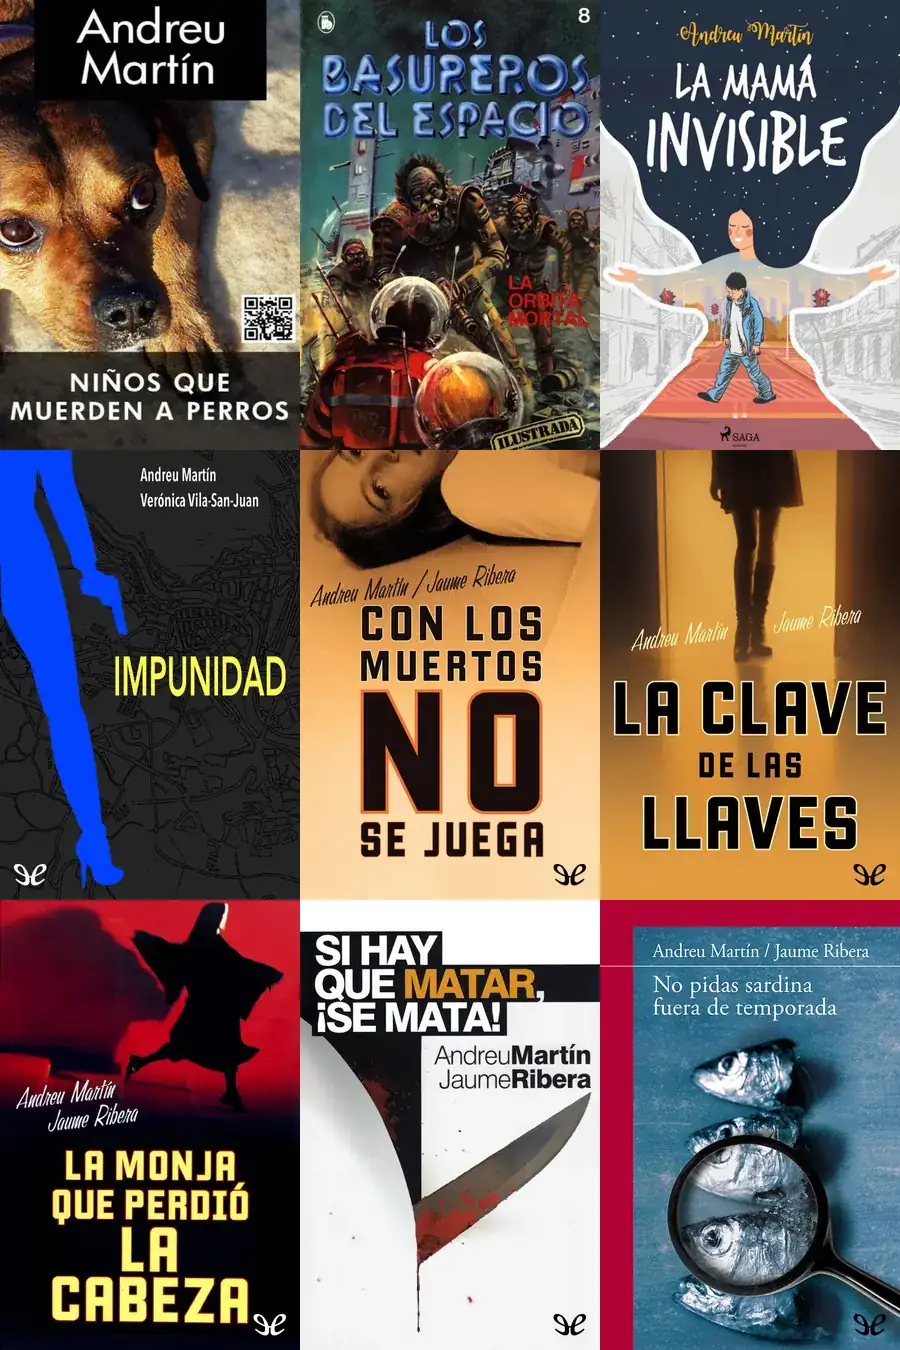 Andreu
Martín
NIÑOS QUE
MUERDEN A PERROS
8
LOS
BASUREROS
DEL ESPACIO
LA
ORBITA
MORTAL
ILUSTRADA
Andreu Martín
LA MAMÁ
INVISIBLE
SAGA
Andreu Martín
Verónica Vila-San-Juan
IMPUNIDAD
Andreu Martín / Jaume Ribera
CON LOS
MUERTOS
NO
SE JUEGA
Andreu Martín Jaume Ribera
LA CLAVE
DE LAS
LLAVES
Andreu Martín
Jaume Ribera
LA MONJA
QUE PERDIÓ
LA
CABEZA
SI HAY
QUE MATAR,
¡SE MATA!
AndreuMartín
JaumeRibera
Andreu Martín / Jaume Ribera
No pidas sardina
fuera de temporada